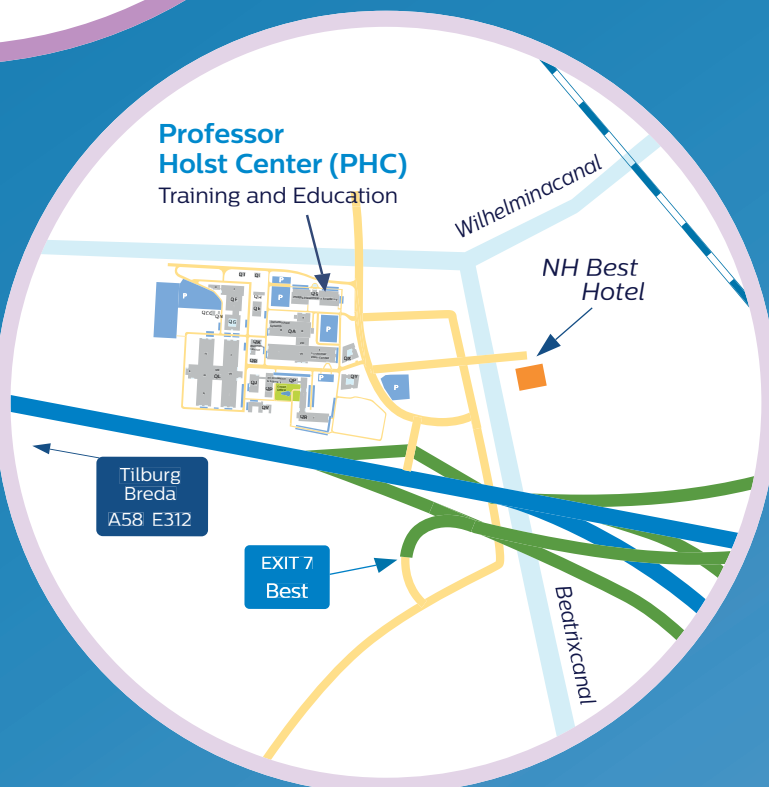 Professor
Holst Center (PHC)
Training and Education
Wilhelminacanal
NH Best
Hotel
P
P
P
P
P
P
Tilburg
Breda
A58 E312
EXIT 7
Best
Beatrixcanal